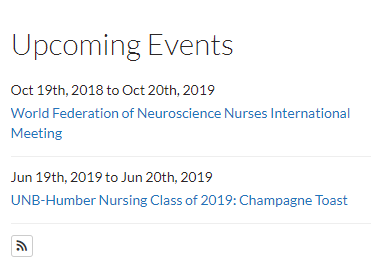 Upcoming Events
Oct 19th, 2018 to Oct 20th, 2019
World Federation of Neuroscience Nurses International
Meeting
Jun 19th, 2019 to Jun 20th, 2019
UNB-Humber Nursing Class of 2019: Champagne Toast